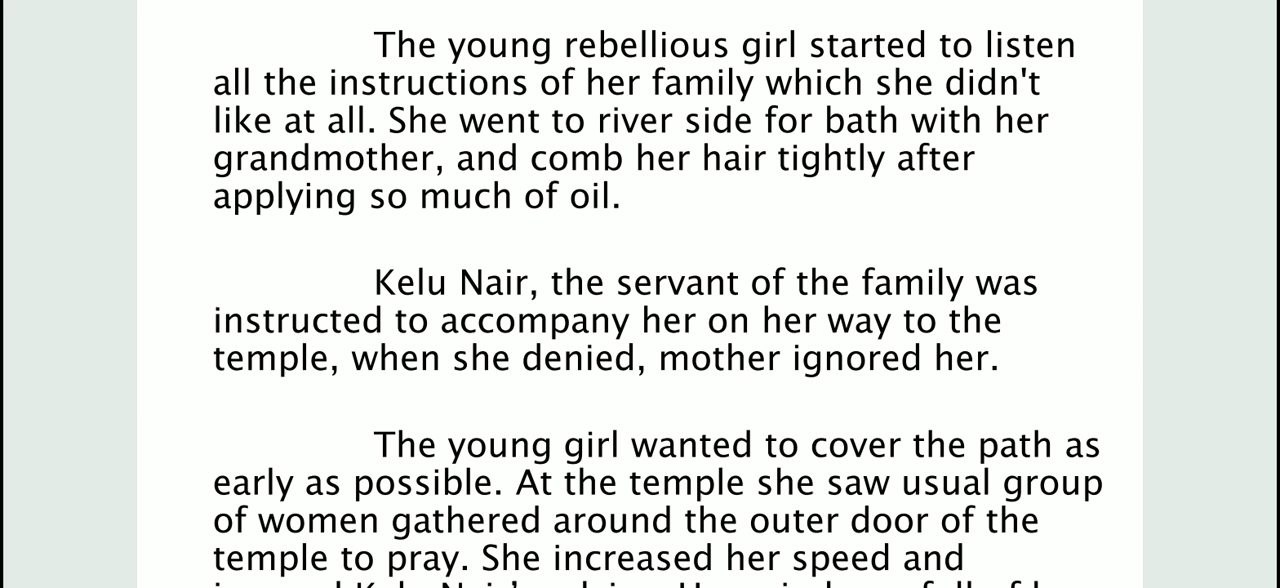 The young rebellious girl started to listen
all the instructions of her family which she didn't
like at all. She went to river side for bath with her
grandmother, and comb her hair tightly after
applying so much of oil.
Kelu Nair, the servant of the family was
instructed to accompany her on her way to the
temple, when she denied, mother ignored her.
The young girl wanted to cover the path as
early as possible. At the temple she saw usual group
of women gathered around the outer door of the
temple to pray. She increased her speed and